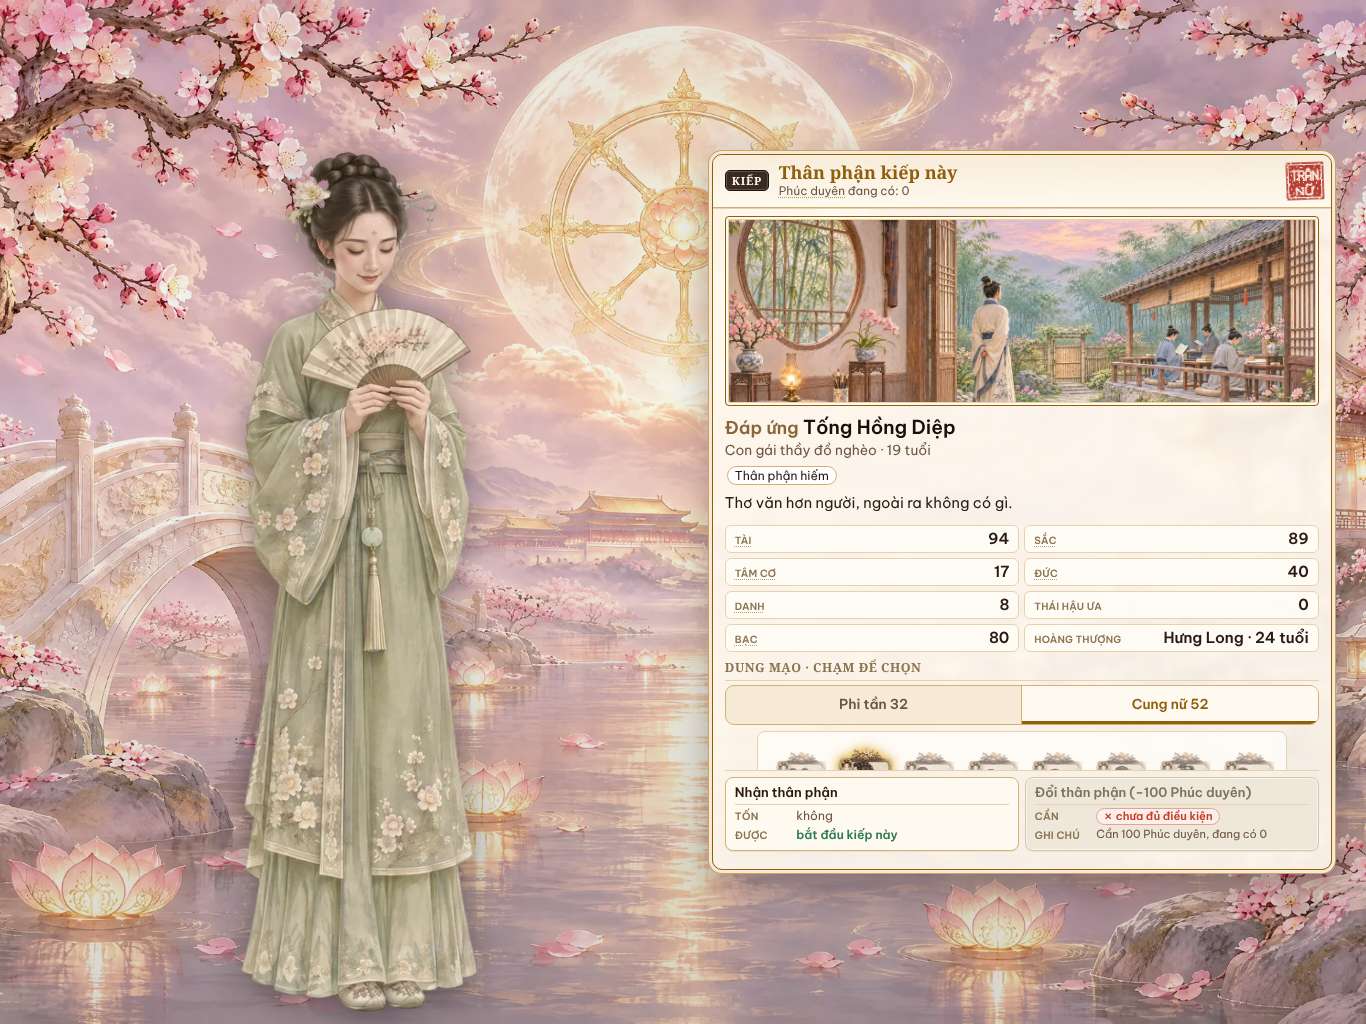 KIẾP
Thân phận kiếp này
Phúc duyên đang có: 0
TRÂN
NỮ
Đáp ứng Tống Hồng Diệp
Con gái thầy đồ nghèo · 19 tuổi
Thân phận hiếm
Thơ văn hơn người, ngoài ra không có gì.
TÀI 94
SẮC 89
TÂM CƠ 17
ĐỨC 40
DANH 8
THÁI HẬU ƯA 0
BẠC 80
HOÀNG THƯỢNG Hưng Long · 24 tuổi
DUNG MẠO · CHẠM ĐỂ CHỌN
Phi tần 32
Cung nữ 52
Nhận thân phận
TỐN không
ĐƯỢC bắt đầu kiếp này
Đổi thân phận (-100 Phúc duyên)
CẦN × chưa đủ điều kiện
GHI CHÚ Cần 100 Phúc duyên, đang có 0